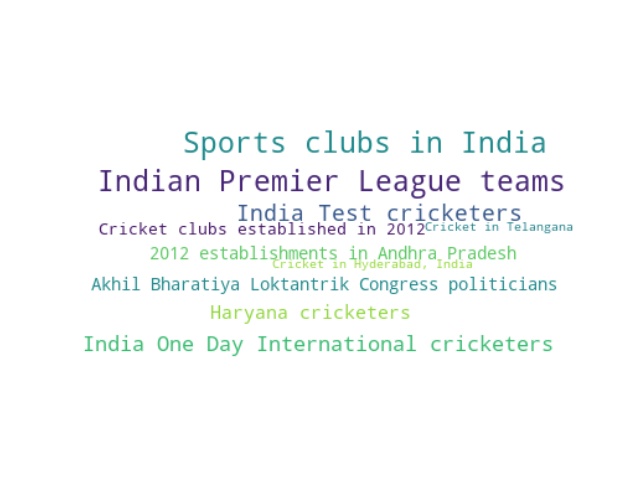 Sports clubs in India
Indian Premier League teams
India Test cricketers
Cricket clubs established in 2012
Cricket in Telangana
2012 establishments in Andhra Pradesh
Cricket in Hyderabad, India
Akhil Bharatiya Loktantrik Congress politicians
Haryana cricketers
India One Day International cricketers